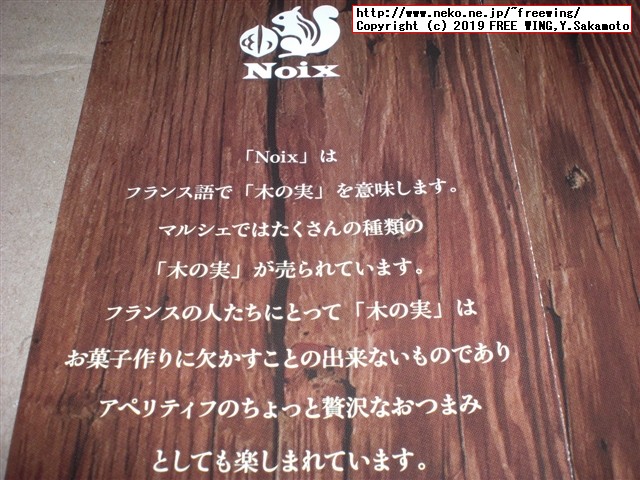 http://www.neko.ne.jp/~freewing/
Copyright (c) 2019 FREE WING,Y.Sakamoto
Noix
「Noix」は
フランス語で「木の実」を意味します。
マルシェではたくさんの種類の
「木の実」が売られています。
フランスの人たちにとって「木の実」は
お菓子作りに欠かすことの出来ないものであり
アペリティフのちょっと贅沢なおつまみ
としても楽しまれています。